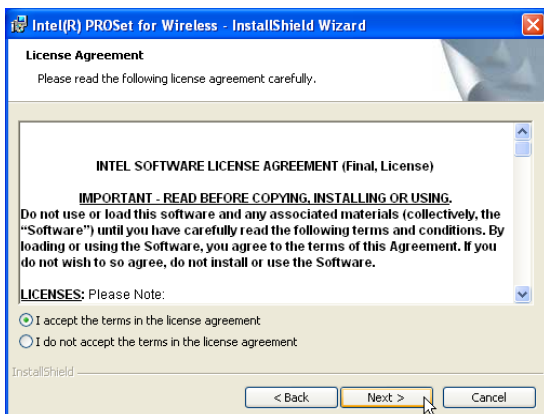 Intel(R) PROSet for Wireless - InstallShield Wizard
License Agreement
Please read the following license agreement carefully.
INTEL SOFTWARE LICENSE AGREEMENT (Final, License)
IMPORTANT - READ BEFORE COPYING, INSTALLING OR USING.
Do not use or load this software and any associated materials (collectively, the
“Software”) until you have carefully read the following terms and conditions. By
loading or using the Software, you agree to the terms of this Agreement. If you
do not wish to so agree, do not install or use the Software.
LICENSES: Please Note:
I accept the terms in the license agreement
I do not accept the terms in the license agreement
InstallShield
< Back
Next >
Cancel